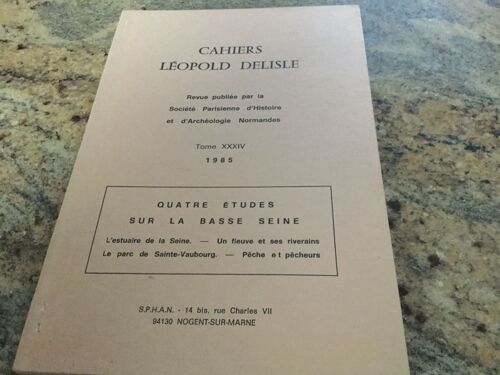 CAHIERS
LÉOPOLD DELISLE
Revue publiée par la
Société Parisienne d'Histoire
et d'Archéologie Normandes
Tome XXXIV
1985
QUATRE ÉTUDES
SUR LA BASSE SEINE
L'estuaire de la Seine. — Un fleuve et ses riverains
Le parc de Sainte-Vaubourg. — Pêche et pêcheurs
S.P.H.A.N. - 14 bis, rue Charles VII
94130 NOGENT-SUR-MARNE